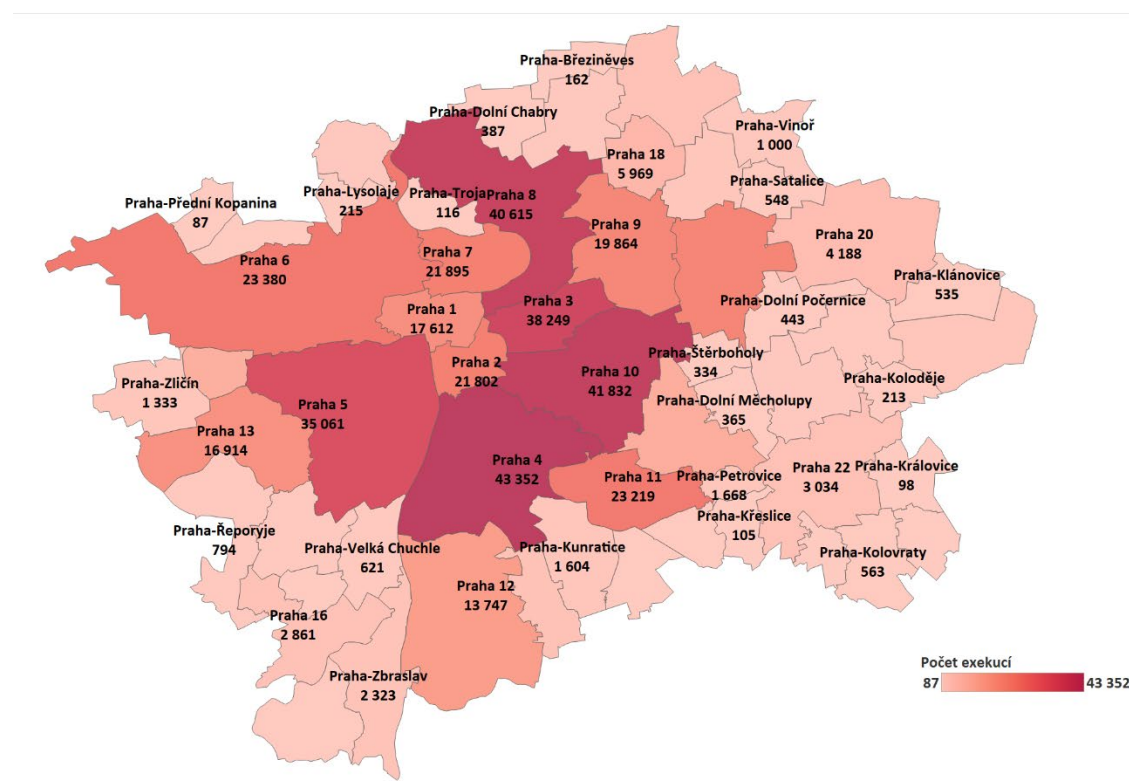 Praha-Březiněves
162
Praha-Dolní Chabry
387
Praha-Vinoř
1 000
Praha 18
5 969
Praha-Satalice
548
Praha-Lysolaje
215
Praha-Troja
116
Praha 8
40 615
Praha-Přední Kopanina
87
Praha 9
19 864
Praha 20
4 188
Praha 6
23 380
Praha 7
21 895
Praha-Klánovice
535
Praha 1
17 612
Praha 3
38 249
Praha-Dolní Počernice
443
Praha 2
21 802
Praha 10
41 832
Praha-Štěrboholy
334
Praha-Zličín
1 333
Praha-Koloděje
213
Praha 5
35 061
Praha-Dolní Měcholupy
365
Praha 13
16 914
Praha 4
43 352
Praha 11
23 219
Praha-Petrovice
1 668
Praha 22
3 034
Praha-Královice
98
Praha-Křeslice
105
Praha-Řeporyje
794
Praha-Velká Chuchle
621
Praha-Kunratice
1 604
Praha-Kolovraty
563
Praha 12
13 747
Praha 16
2 861
Praha-Zbraslav
2 323
Počet exekucí
87 43 352